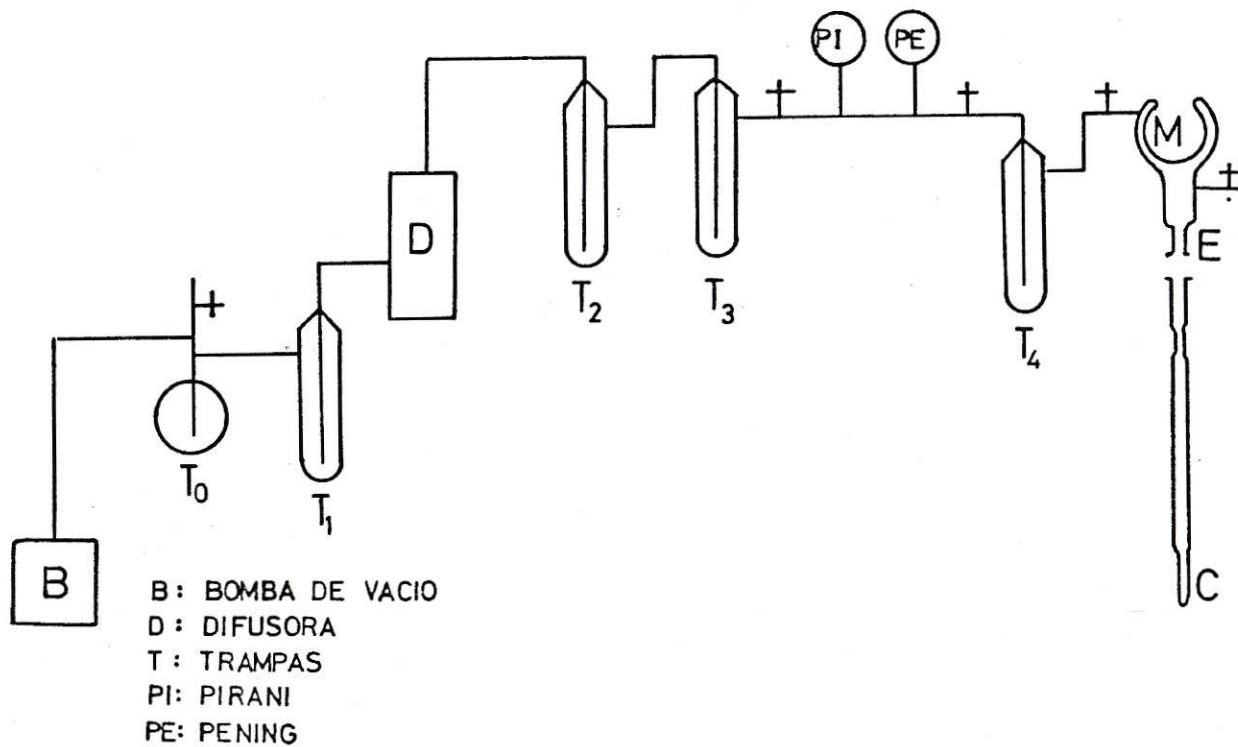 PI PE
M
D
E
T2 T3
T4
T0
T1
C
B
B: BOMBA DE VACIO
D: DIFUSORA
T: TRAMPAS
PI: PIRANI
PE: PENING